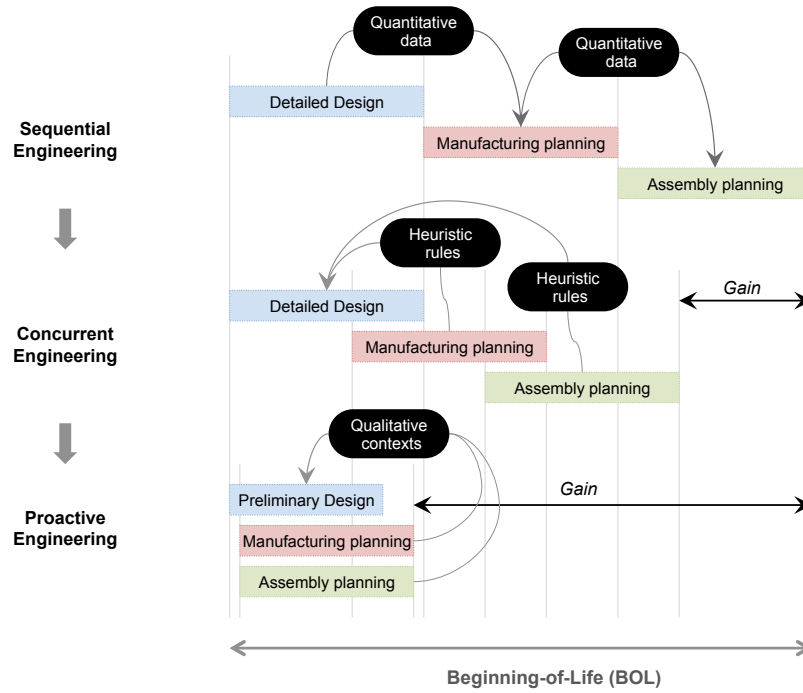 Quantitative
data
Quantitative
data
Detailed Design
Sequential
Engineering
Manufacturing planning
Assembly planning
Heuristic
rules
Heuristic
rules
Gain
Detailed Design
Concurrent
Engineering
Manufacturing planning
Assembly planning
Qualitative
contexts
Gain
Preliminary Design
Proactive
Engineering
Manufacturing planning
Assembly planning
Beginning-of-Life (BOL)